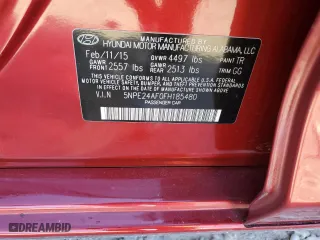 HYUNDAI MOTOR MANUFACTURING ALABAMA, LLC
Feb/11/15 GVWR 4497 lbs PAINT TR
GAWR FRONT 2557 lbs GAWR REAR 2513 lbs TRIM GG
THIS VEHICLE CONFORMS TO ALL APPLICABLE
FEDERAL MOTOR VEHICLE SAFETY, BUMPER, AND
THEFT PREVENTION STANDARDS IN EFFECT ON
THE DATE OF MANUFACTURE SHOWN ABOVE.
V.I.N 5NPE24AF0FH185480
PASSENGER CAR
DREAMBID